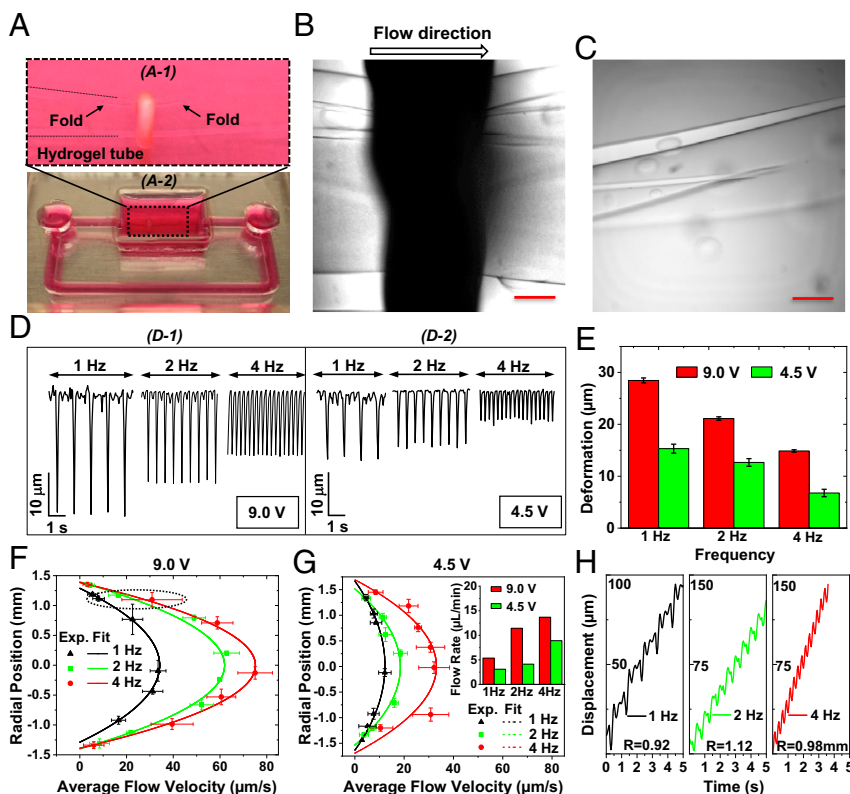 A
(A-1)
Fold
Fold
Hydrogel tube
(A-2)
B
Flow direction
C
D
(D-1)
(D-2)
1 Hz
2 Hz
4 Hz
1 Hz
2 Hz
4 Hz
10 μm
1 s
9.0 V
10 μm
1 s
4.5 V
E
Deformation (μm)
30
20
10
0
9.0 V
4.5 V
1 Hz
2 Hz
4 Hz
Frequency
F
9.0 V
Radial Position (mm)
1.5
1.0
0.5
0.0
-0.5
-1.0
-1.5
Exp. Fit
1 Hz
2 Hz
4 Hz
0
20
40
60
80
Average Flow Velocity (μm/s)
G
4.5 V
Radial Position (mm)
1.5
1.0
0.5
0.0
0.5
1.0
1.5
Flow Rate (μL/min)
15
10
5
0
9.0 V
4.5 V
1Hz
2Hz
4Hz
Exp. Fit
1 Hz
2 Hz
4 Hz
0
20
40
60
80
Average Flow Velocity (μm/s)
H
Displacement (μm)
100
50
0
1 Hz
R=0.92
150
75
0
2 Hz
R=1.12
150
75
0
4 Hz
R=0.98mm
0 1 2 3 4 5
0 1 2 3 4 5
0 1 2 3 4 5
Time (s)